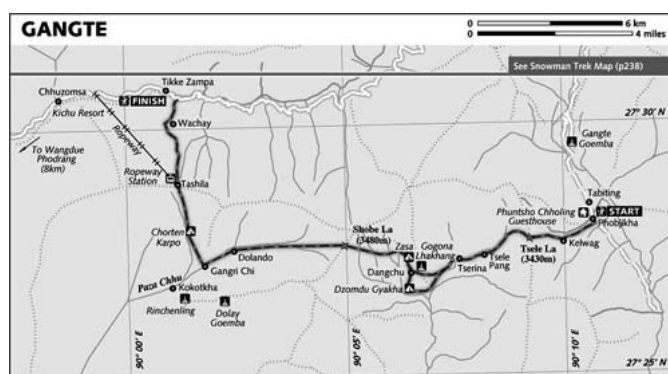 GANGTE
0 6 km
0 4 miles
See Snowman Trek Map (p238)
Tikke Zampa
Chhuzomsa
FINISH
Kichu Resort
Wachay
Ropeway
To Wangdue
Phodrang
(8km)
Ropeway
Station
Tashila
27 30' N
Gangte
Goemba
Tabiting
Phuntsho Chholing
Guesthouse
START
Phobjikha
Chorten
Karpo
Shobe La
(3480m)
Zasa
Gogona
Lhakhang
Tsele La
(3430m)
Kelwag
Dolando
Gangri Chi
Dangchu
Tserina
Tsele
Pang
Dzomdu Gyakha
Kokotkha
Rinchenling
Dolay
Goemba
90 00' E
90 05' E
90 10' E
27 25' N